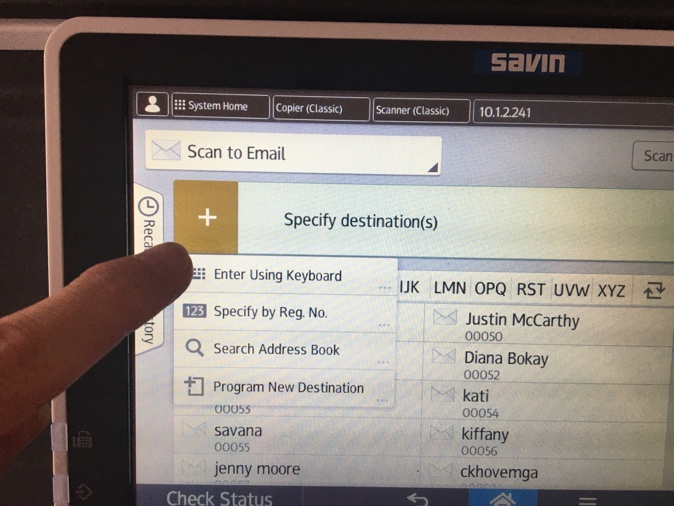 savin
System Home
Copier (Classic)
Scanner (Classic)
10.1.2.241
Scan to Email
Scan
+
Specify destination(s)
Enter Using Keyboard
123 Specify by Reg. No.
Search Address Book
Program New Destination
IJK LMN OPQ RST UVW XYZ
Justin McCarthy
00050
Diana Bokay
00052
00053
kati
00054
savana
00055
kiffany
00056
jenny moore
ckhovemga
Check Status